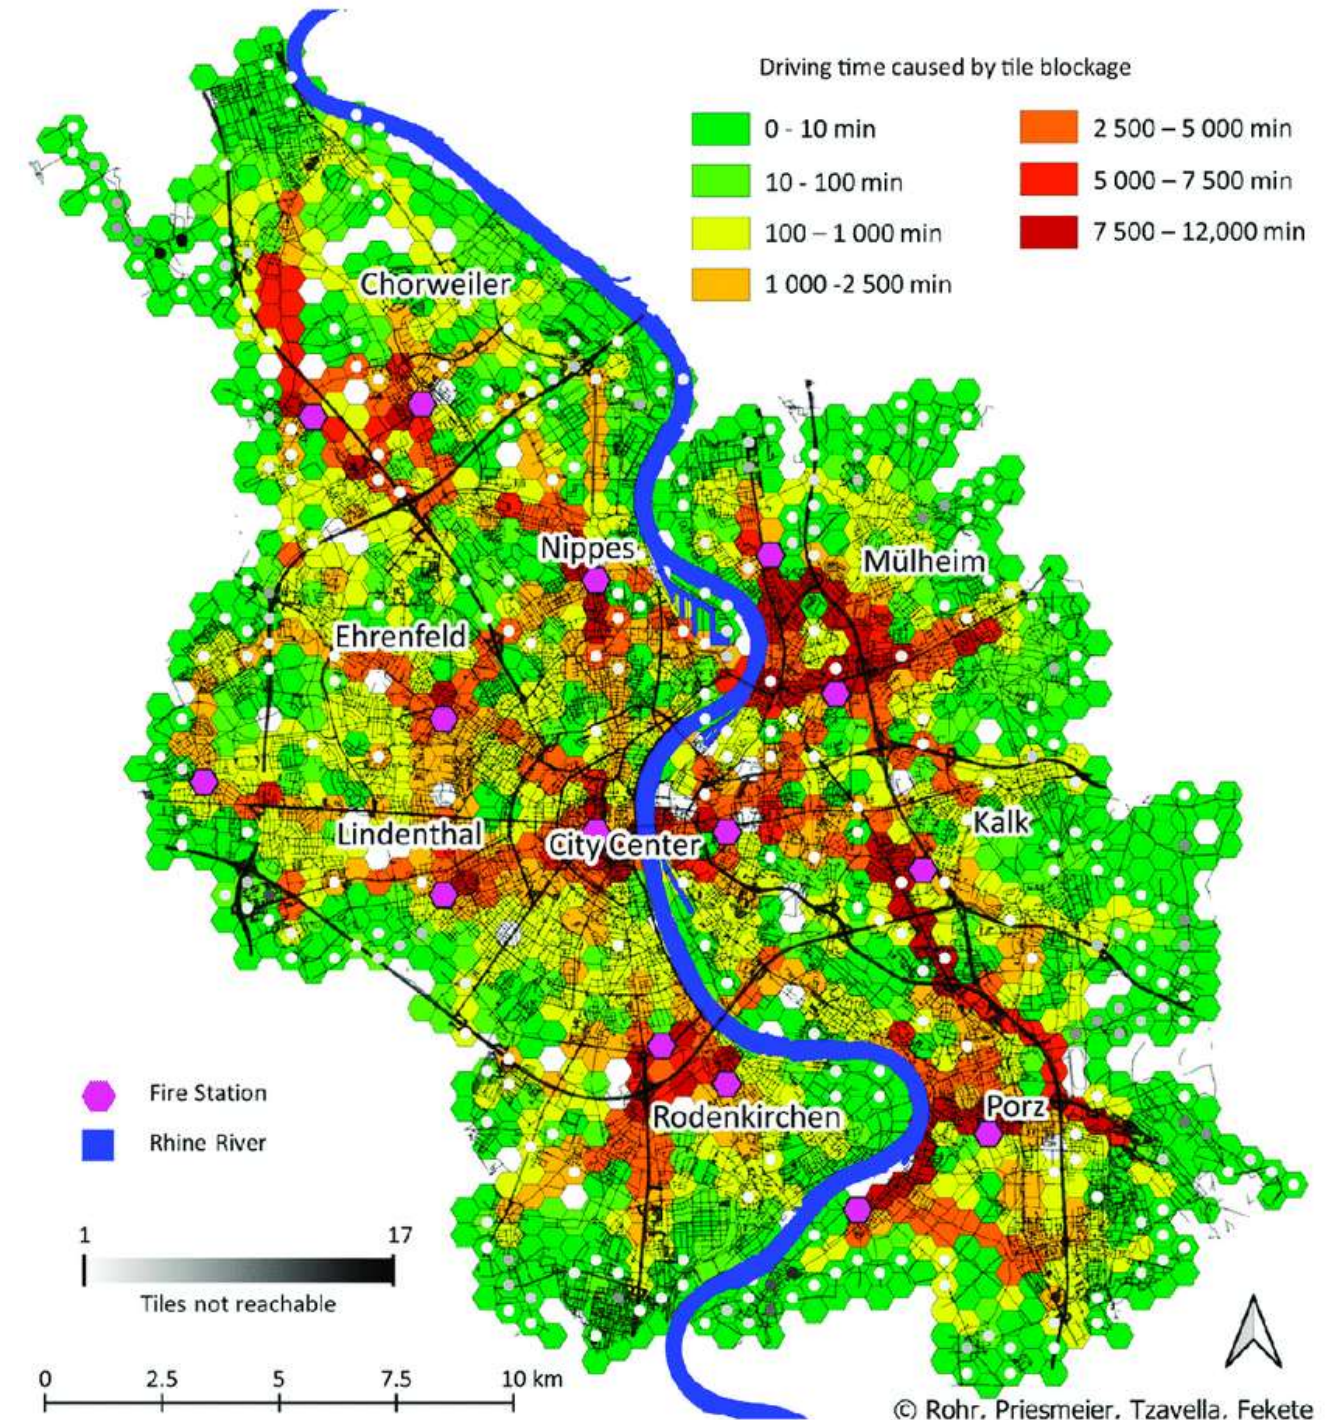 Driving time caused by tile blockage
0 - 10 min
2 500 – 5 000 min
10 - 100 min
5 000 – 7 500 min
100 – 1 000 min
7 500 – 12,000 min
1 000 -2 500 min
Chorweiler
Nippes
Mülheim
Ehrenfeld
Lindenthal
City Center
Kalk
Rodenkirchen
Porz
Fire Station
Rhine River
1
17
Tiles not reachable
0
2.5
5
7.5
10 km
© Rohr, Priesmeier, Tzavella, Fekete